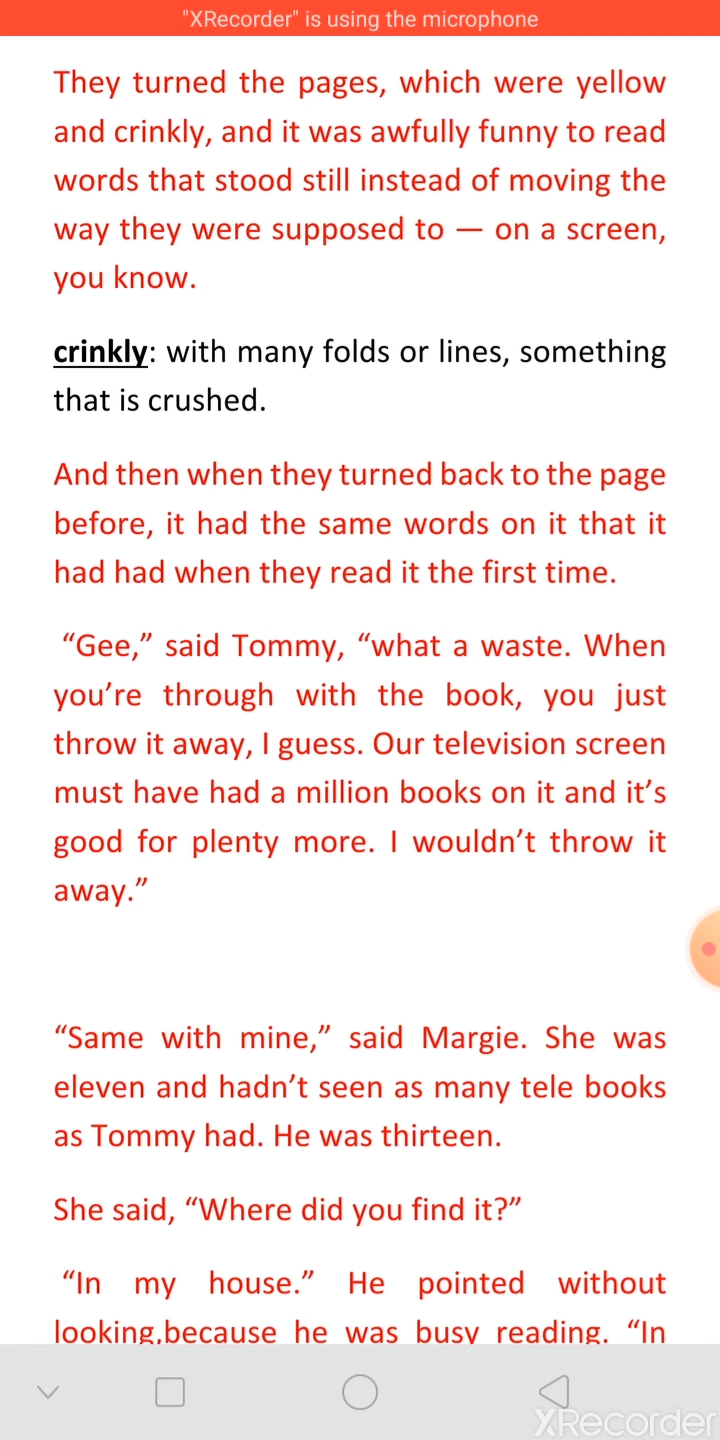 "XRecorder" is using the microphone
They turned the pages, which were yellow
and crinkly, and it was awfully funny to read
words that stood still instead of moving the
way they were supposed to — on a screen,
you know.
crinkly: with many folds or lines, something
that is crushed.
And then when they turned back to the page
before, it had the same words on it that it
had had when they read it the first time.
“Gee,” said Tommy, “what a waste. When
you’re through with the book, you just
throw it away, I guess. Our television screen
must have had a million books on it and it’s
good for plenty more. I wouldn’t throw it
away.”
“Same with mine,” said Margie. She was
eleven and hadn’t seen as many tele books
as Tommy had. He was thirteen.
She said, “Where did you find it?”
“In my house.” He pointed without
looking,because he was busy reading. “In
XRecorder